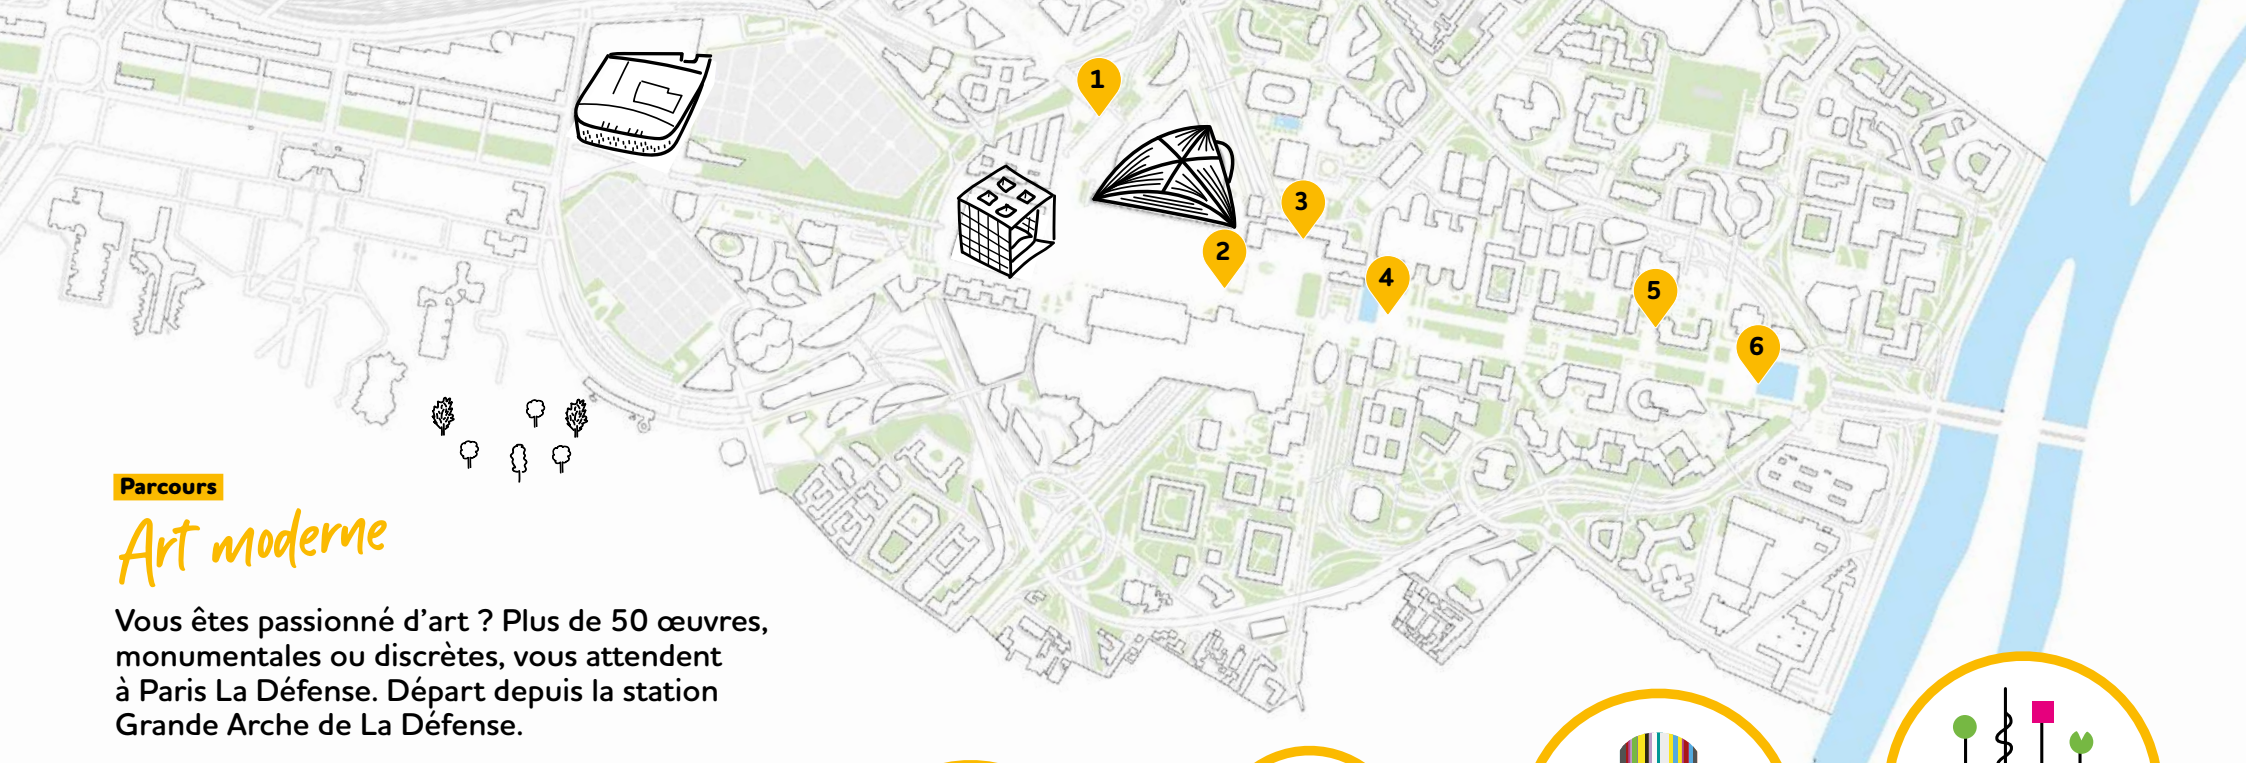 1
2
3
4
5
6
Parcours
Art moderne
Vous êtes passionné d’art ? Plus de 50 œuvres,
monumentales ou discrètes, vous attendent
à Paris La Défense. Départ depuis la station
Grande Arche de La Défense.